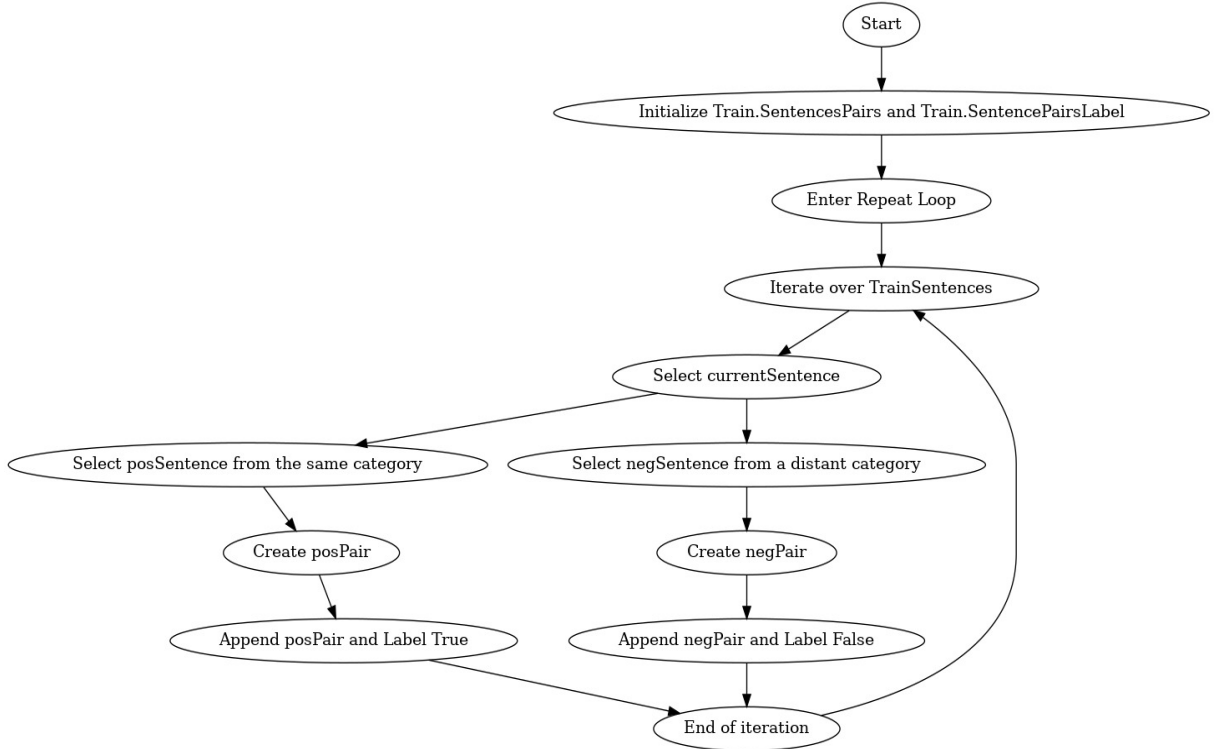 Start
Initialize Train.SentencesPairs and Train.SentencePairsLabel
Enter Repeat Loop
Iterate over TrainSentences
Select currentSentence
Select posSentence from the same category
Select negSentence from a distant category
Create posPair
Create negPair
Append posPair and Label True
Append negPair and Label False
End of iteration